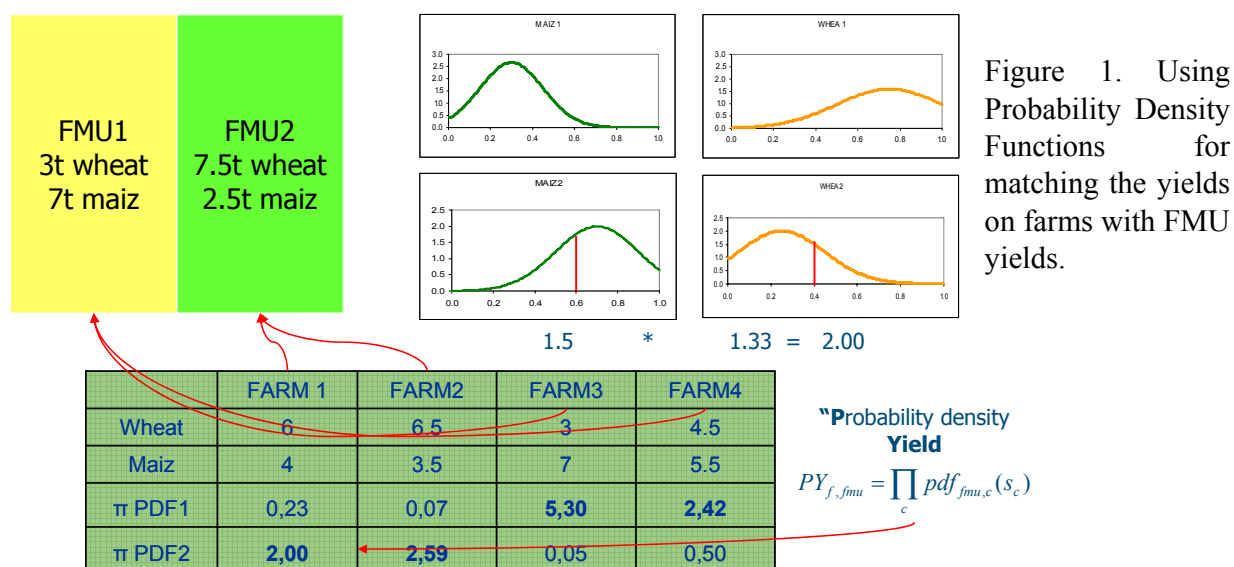 FMU1
3t wheat
7t maiz
FMU2
7.5t wheat
2.5t maiz
MAIZ 1
3.0
2.5
2.0
1.5
1.0
0.5
0.0
0.0 0.2 0.4 0.6 0.8 1.0
WHEA 1
3.0
2.5
2.0
1.5
1.0
0.5
0.0
0.0 0.2 0.4 0.6 0.8 1.0
MAIZ2
2.5
2.0
1.5
1.0
0.5
0.0
0.0 0.2 0.4 0.6 0.8 1.0
WHEA2
2.5
2.0
1.5
1.0
0.5
0.0
0.0 0.2 0.4 0.6 0.8 1.0
1.5 * 1.33 = 2.00
Figure 1. Using
Probability Density
Functions for
matching the yields
on farms with FMU
yields.
FARM 1 FARM2 FARM3 FARM4
Wheat 6 6.5 3 4.5
Maiz 4 3.5 7 5.5
π PDF1 0,23 0,07 5,30 2,42
π PDF2 2,00 2,59 0,05 0,50
“Probability density
Yield
PY_{f,fmu} = ∏_c pdf_{fmu,c}(s_c)